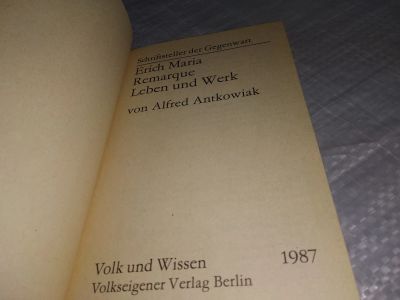 Schriftsteller der Gegenwart
Erich Maria
Remarque
Leben und Werk
von Alfred Antkowiak
Volk und Wissen 1987
Volkseigener Verlag Berlin